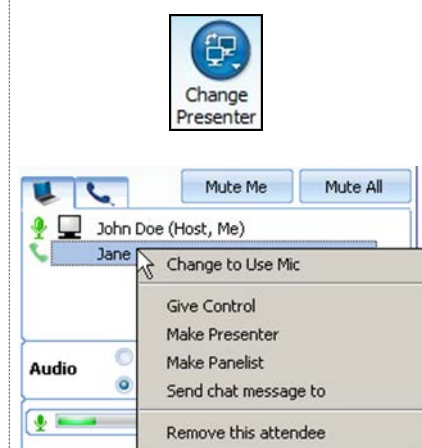 Change
Presenter
Mute Me Mute All
John Doe (Host, Me)
Jane
Change to Use Mic
Give Control
Make Presenter
Make Panelist
Audio
Send chat message to
Remove this attendee